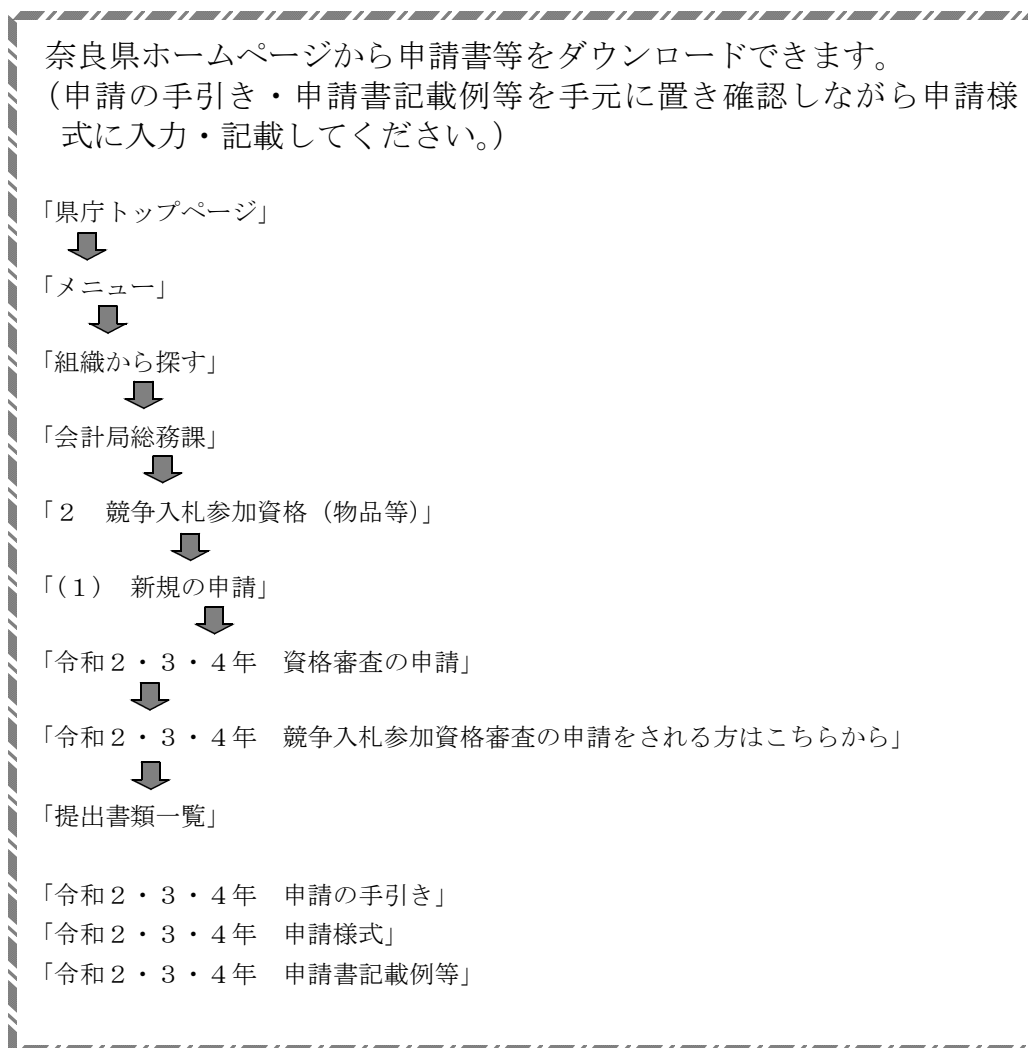 奈良県ホームページから申請書等をダウンロードできます。
(申請の手引き・申請書記載例等を手元に置き確認しながら申請様
式に入力・記載してください。)
「県庁トップページ」
「メニュー」
「組織から探す」
「会計局総務課」
「２　競争入札参加資格（物品等）」
「(１)　新規の申請」
「令和２・３・４年　資格審査の申請」
「令和２・３・４年　競争入札参加資格審査の申請をされる方はこちらから」
「提出書類一覧」
「令和２・３・４年　申請の手引き」
「令和２・３・４年　申請様式」
「令和２・３・４年　申請書記載例等」